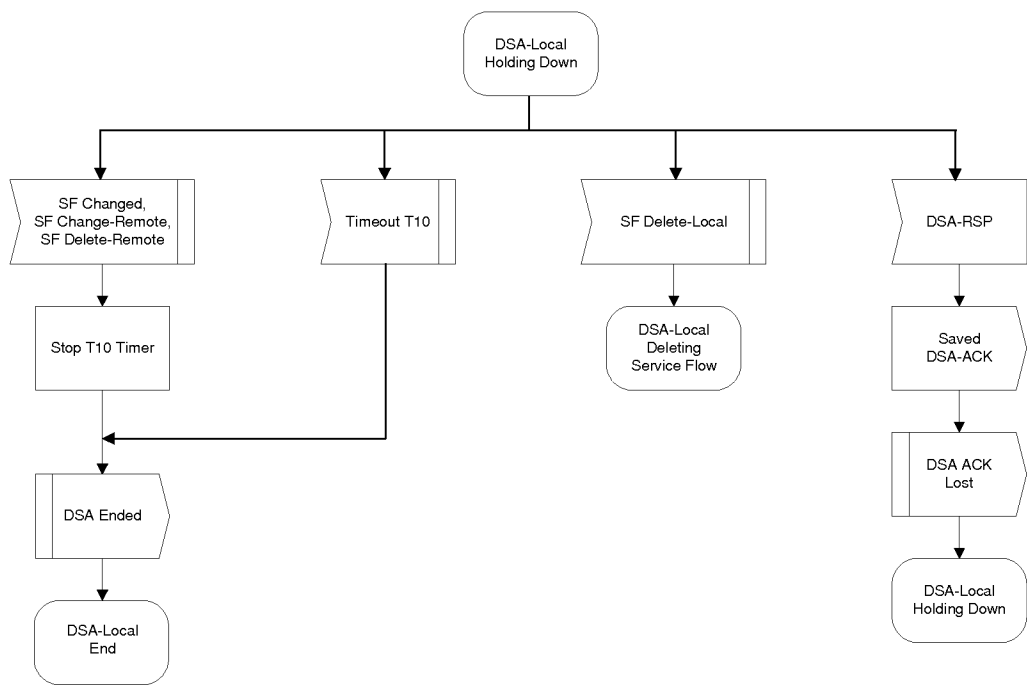 DSA-Local
Holding Down
SF Changed,
SF Change-Remote,
SF Delete-Remote
Timeout T10
SF Delete-Local
DSA-RSP
Stop T10 Timer
DSA-Local
Deleting
Service Flow
Saved
DSA-ACK
DSA Ended
DSA ACK
Lost
DSA-Local
End
DSA-Local
Holding Down